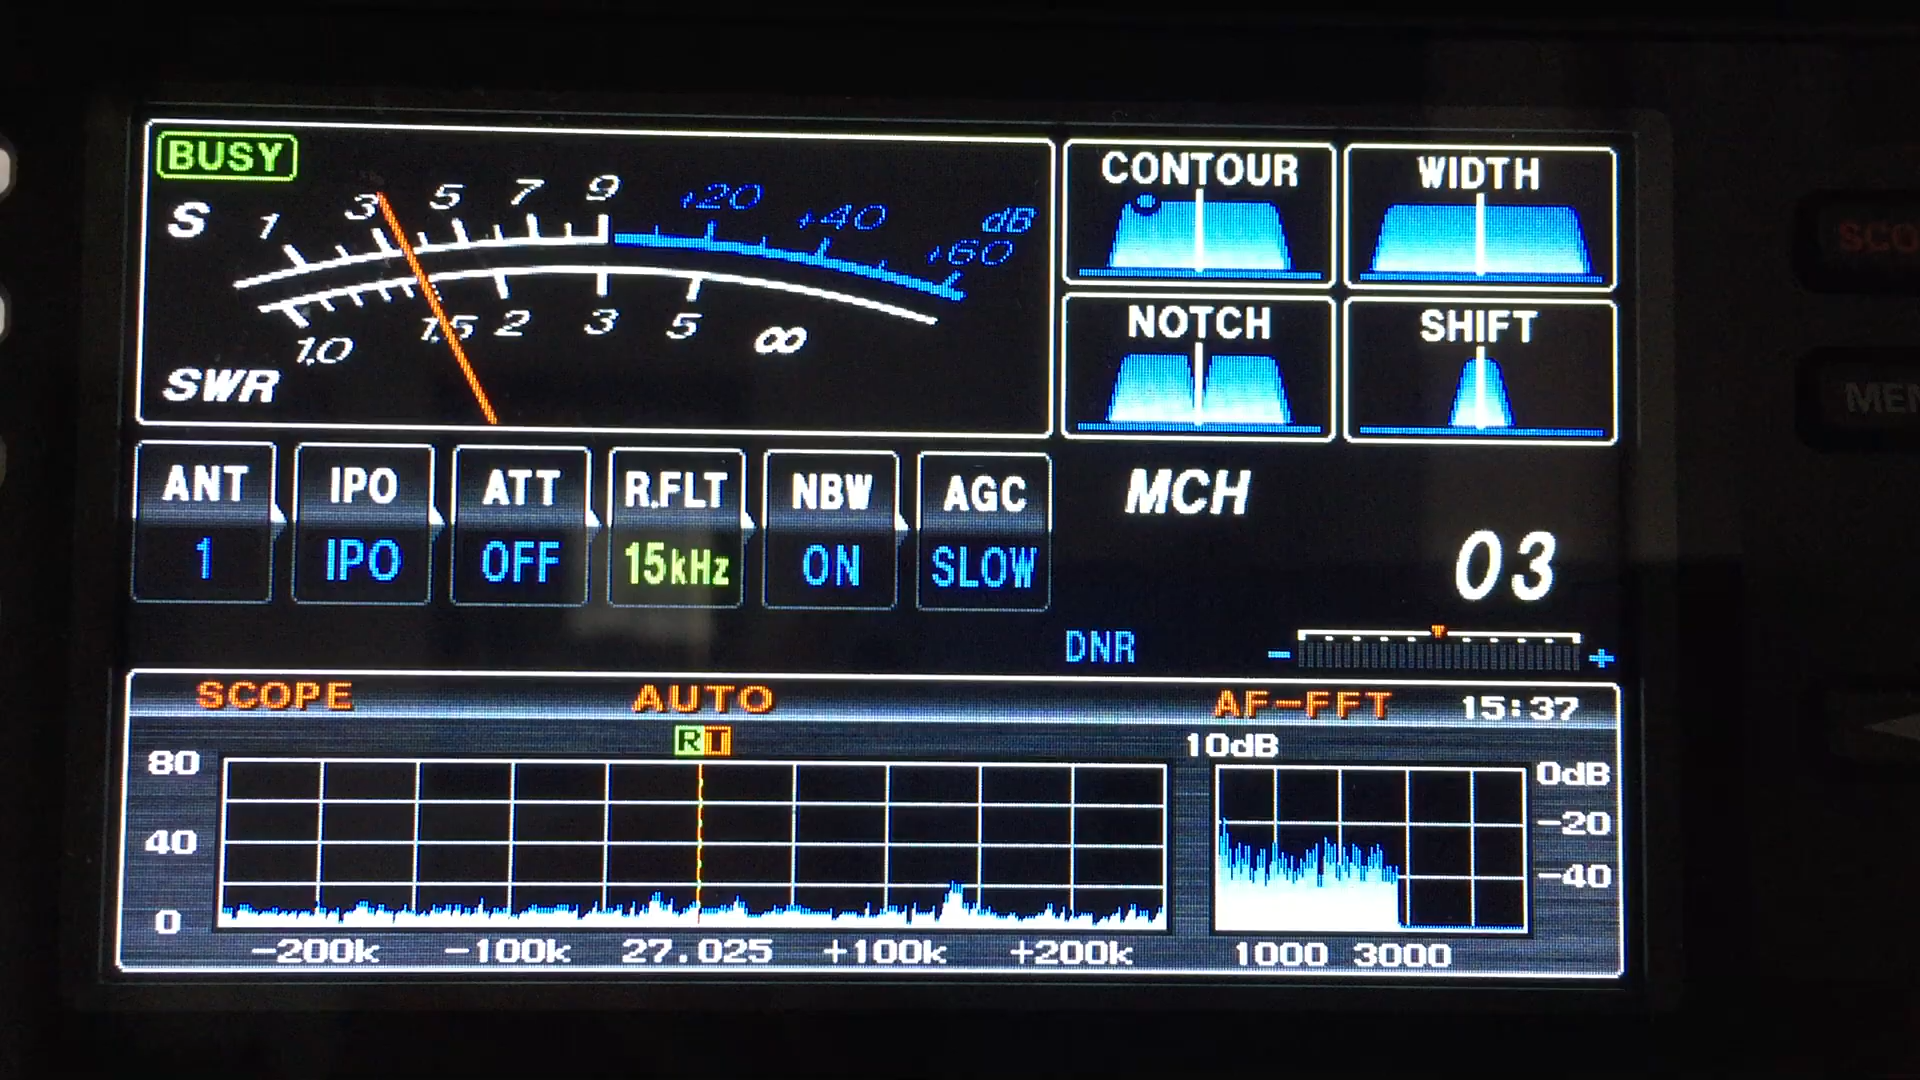 BUSY
S 1 3 5 7 9 +20 +40 +60 dB
1.0 1.5 2 3 5 ∞
SWR
CONTOUR WIDTH
NOTCH SHIFT
ANT IPO ATT R.FLT NBW AGC
1 IPO OFF 15kHz ON SLOW
MCH
03
DNR - +
SCOPE AUTO AF-FFT 15:37
R T
10dB
80
40
0
0dB
-20
-40
-200k -100k 27.025 +100k +200k
1000 3000